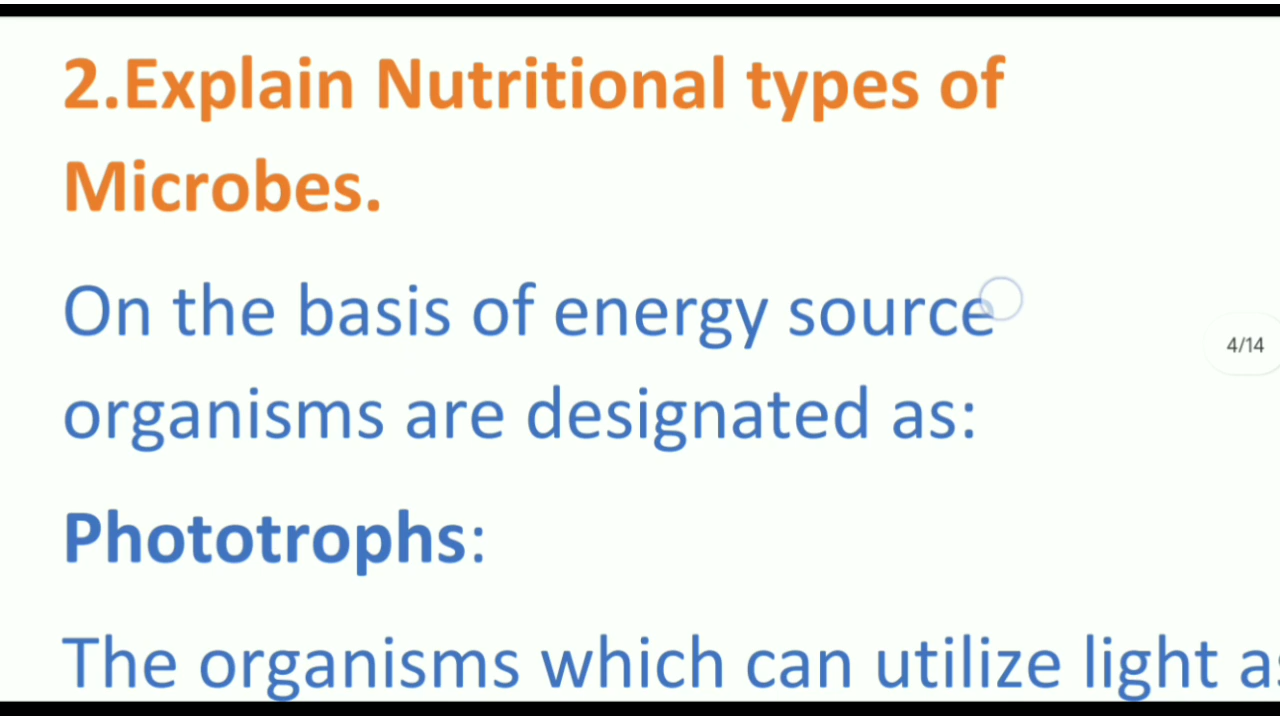 2.Explain Nutritional types of
Microbes.
On the basis of energy source
4/14
organisms are designated as:
Phototrophs:
The organisms which can utilize light